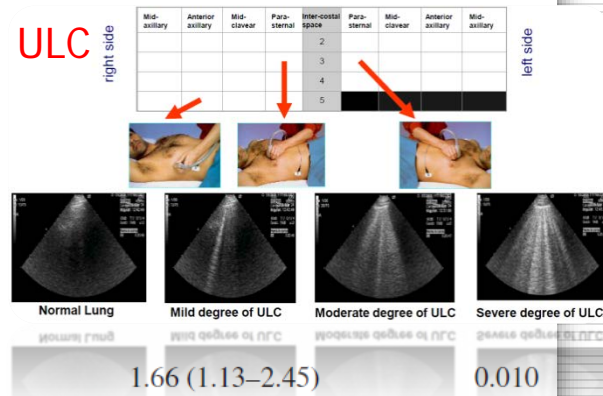 ULC
right side
Mid-axillary Anterior axillary Mid-clavear Para-sternal Inter-costal space Para-sternal Mid-clavear Anterior axillary Mid-axillary
2
3
4
5
left side
Normal Lung Mild degree of ULC Moderate degree of ULC Severe degree of ULC
1.66 (1.13–2.45) 0.010